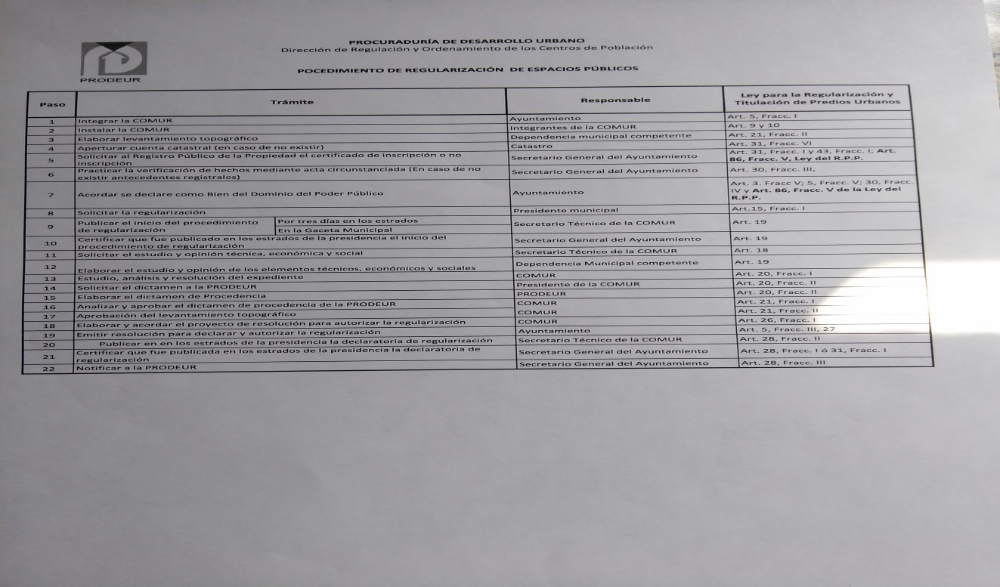 PROCURADURÍA DE DESARROLLO URBANO
Dirección de Regulación y Ordenamiento de los Centros de Población
PRODEUR
POCEDIMIENTO DE REGULARIZACIÓN DE ESPACIOS PÚBLICOS
Paso Trámite Responsable Ley para la Regularización y
Titulación de Predios Urbanos
1 Integrar la COMUR Ayuntamiento Art. 5, Fracc. I
2 Instalar la COMUR Integrantes de la COMUR Art. 9 y 10
3 Elaborar levantamiento topográfico Dependencia municipal competente Art. 21, Fracc. II
4 Aperturar cuenta catastral (en caso de no existir) Catastro Art. 31, Fracc. VI
5 Solicitar al Registro Público de la Propiedad el certificado de inscripción o no
inscripción Secretario General del Ayuntamiento Art. 31, Fracc. I y 43, Fracc. I; Art.
86, Fracc. V, Ley del R.P.P.
6 Practicar la verificación de hechos mediante acta circunstanciada (En caso de no
existir antecedentes registrales) Secretario General del Ayuntamiento Art. 30, Fracc. III,
7 Acordar se declare como Bien del Dominio del Poder Público Ayuntamiento Art. 3, Fracc V; 5, Fracc. V; 30, Fracc.
IV y Art. 86, Fracc. V de la Ley del
R.P.P.
8 Solicitar la regularización Presidente municipal Art.15, Fracc. I
9 Publicar el inicio del procedimiento
de regularización Por tres días en los estrados
En la Gaceta Municipal Secretario Técnico de la COMUR Art. 19
10 Certificar que fue publicado en los estrados de la presidencia el inicio del
procedimiento de regularización Secretario General del Ayuntamiento Art. 19
11 Solicitar el estudio y opinión técnica, económica y social Secretario Técnico de la COMUR Art. 18
12 Elaborar el estudio y opinión de los elementos técnicos, económicos y sociales Dependencia Municipal competente Art. 19
13 Estudio, análisis y resolución del expediente COMUR Art. 20, Fracc. I
14 Solicitar el dictamen a la PRODEUR Presidente de la COMUR Art. 20, Fracc. II
15 Elaborar el dictamen de Procedencia PRODEUR Art. 20, Fracc. II
16 Analizar y aprobar el dictamen de procedencia de la PRODEUR COMUR Art. 21, Fracc. I
17 Aprobación del levantamiento topográfico COMUR Art. 21, Fracc. II
18 Elaborar y acordar el proyecto de resolución para autorizar la regularización COMUR Art. 26, Fracc. I
19 Emitir resolución para declarar y autorizar la regularización Ayuntamiento Art. 5, Fracc. III, 27
20 Publicar en en los estrados de la presidencia la declaratoria de regularización Secretario Técnico de la COMUR Art. 28, Fracc. II
21 Certificar que fue publicada en los estrados de la presidencia la declaratoria de
regularización Secretario General del Ayuntamiento Art. 28, Fracc. I ó 31, Fracc. I
22 Notificar a la PRODEUR Secretario General del Ayuntamiento Art. 28, Fracc. III